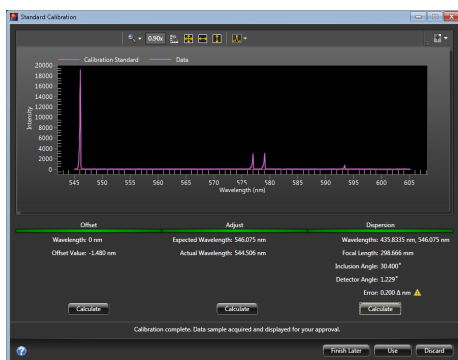 Standard Calibration
0.90x
Calibration Standard Data
20000
18000
16000
14000
12000
10000
8000
6000
4000
2000
0
Intensity
545 550 555 560 565 570 575 580 585 590 595 600 605
Wavelength (nm)
Offset Adjust Dispersion
Wavelength: 0 nm Expected Wavelength: 546.075 nm Wavelengths: 435.8335 nm, 546.075 nm
Offset Value: -1.480 nm Actual Wavelength: 544.506 nm Focal Length: 298.666 mm
Inclusion Angle: 30.400°
Detector Angle: 1.229°
Error: 0.200 Δ nm
Calculate Calculate Calculate
Calibration complete. Data sample acquired and displayed for your approval.
Finish Later Use Discard